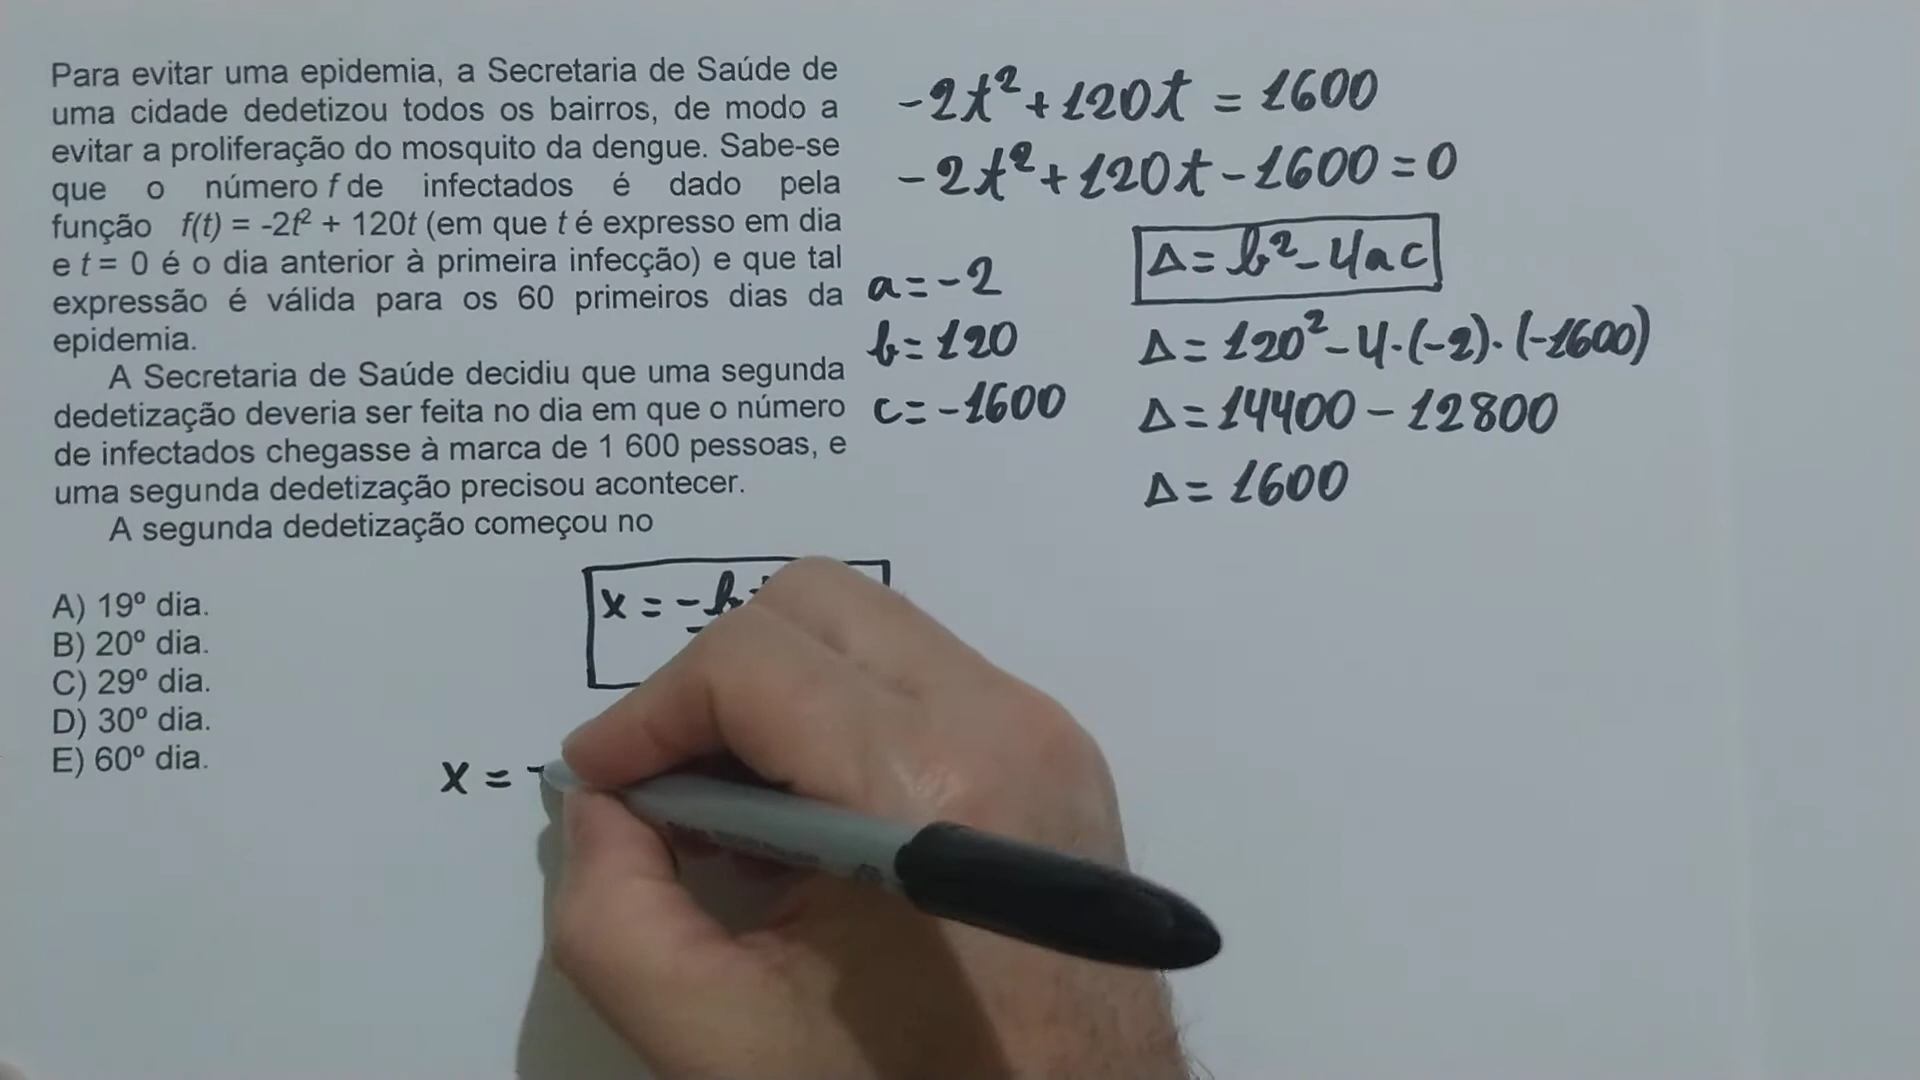 Para evitar uma epidemia, a Secretaria de Saúde de
uma cidade dedetizou todos os bairros, de modo a
evitar a proliferação do mosquito da dengue. Sabe-se
que o número f de infectados é dado pela
função f(t) = -2t² + 120t (em que t é expresso em dia
e t = 0 é o dia anterior à primeira infecção) e que tal
expressão é válida para os 60 primeiros dias da
epidemia.
A Secretaria de Saúde decidiu que uma segunda
dedetização deveria ser feita no dia em que o número
de infectados chegasse à marca de 1 600 pessoas, e
uma segunda dedetização precisou acontecer.
A segunda dedetização começou no
A) 19º dia.
B) 20º dia.
C) 29º dia.
D) 30º dia.
E) 60º dia.
-2t² + 120t = 1600
-2t² + 120t - 1600 = 0
a = -2
b = 120
c = -1600
Δ = b² - 4ac
Δ = 120² - 4·(-2)·(-1600)
Δ = 14400 - 12800
Δ = 1600
x = -b
x = -